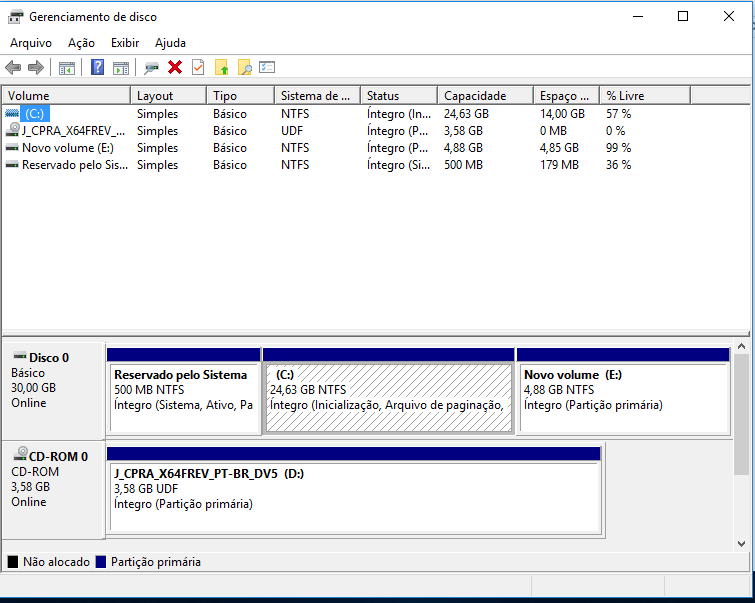 Gerenciamento de disco
Arquivo Ação Exibir Ajuda
Volume Layout Tipo Sistema de ... Status Capacidade Espaço ... % Livre
(C:) Simples Básico NTFS Íntegro (In... 24,63 GB 14,00 GB 57 %
J_CPRA_X64FREV_... Simples Básico UDF Íntegro (P... 3,58 GB 0 MB 0 %
Novo volume (E:) Simples Básico NTFS Íntegro (P... 4,88 GB 4,85 GB 99 %
Reservado pelo Sis... Simples Básico NTFS Íntegro (Si... 500 MB 179 MB 36 %
Disco 0
Básico
30,00 GB
Online
Reservado pelo Sistema
500 MB NTFS
Íntegro (Sistema, Ativo, Pa
(C:)
24,63 GB NTFS
Íntegro (Inicialização, Arquivo de paginação,
Novo volume (E:)
4,88 GB NTFS
Íntegro (Partição primária)
CD-ROM 0
CD-ROM
3,58 GB
Online
J_CPRA_X64FREV_PT-BR_DV5 (D:)
3,58 GB UDF
Íntegro (Partição primária)
Não alocado Partição primária